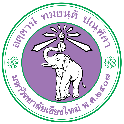 อตฺตานํ ทมยนฺติ ปณฺฑิตา
มหาวิทยาลัยเชียงใหม่ พ.ศ.๒๕๐๗